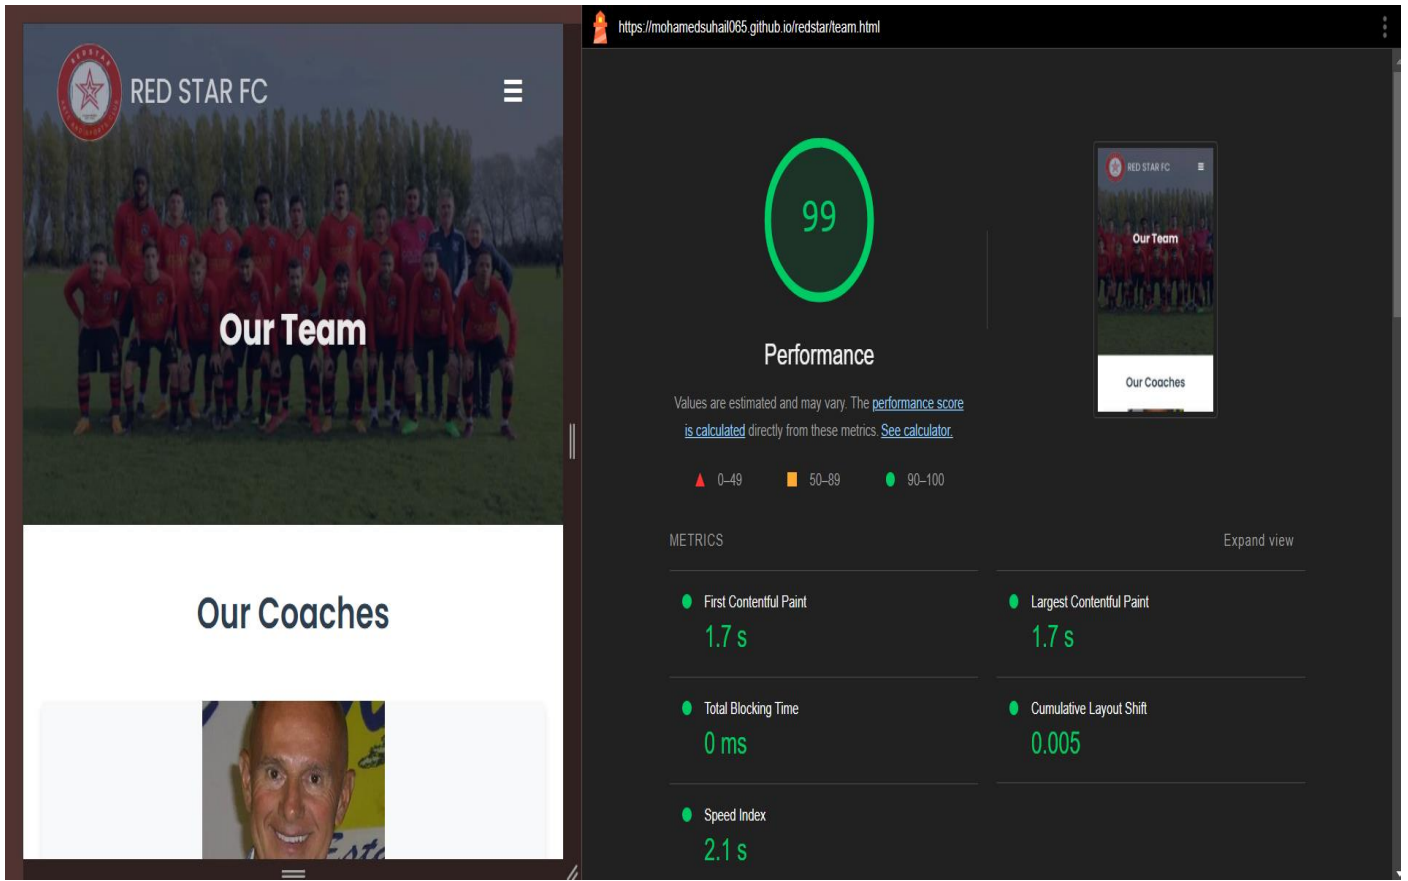 RED STAR FC
Our Team
Our Coaches
https://mohamedsuhail065.github.io/redstar/team.html
99
Performance
Values are estimated and may vary. The performance score
is calculated directly from these metrics. See calculator.
0–49
50–89
90–100
RED STAR FC
Our Team
Our Coaches
METRICS
Expand view
First Contentful Paint
1.7 s
Largest Contentful Paint
1.7 s
Total Blocking Time
0 ms
Cumulative Layout Shift
0.005
Speed Index
2.1 s